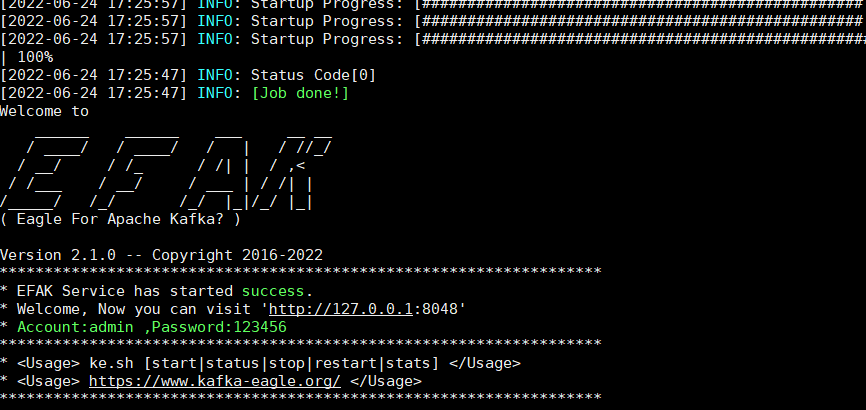 [2022-06-24 17:25:57] INFO: Startup Progress: [##################################################
[2022-06-24 17:25:57] INFO: Startup Progress: [##################################################
[2022-06-24 17:25:57] INFO: Startup Progress: [##################################################
| 100%
[2022-06-24 17:25:47] INFO: Status Code[0]
[2022-06-24 17:25:47] INFO: [Job done!]
Welcome to
EFAK
( Eagle For Apache Kafka? )
Version 2.1.0 -- Copyright 2016-2022
*******************************************************************
* EFAK Service has started success.
* Welcome, Now you can visit 'http://127.0.0.1:8048'
* Account:admin ,Password:123456
*******************************************************************
* <Usage> ke.sh [start|status|stop|restart|stats] </Usage>
* <Usage> https://www.kafka-eagle.org/ </Usage>
*******************************************************************